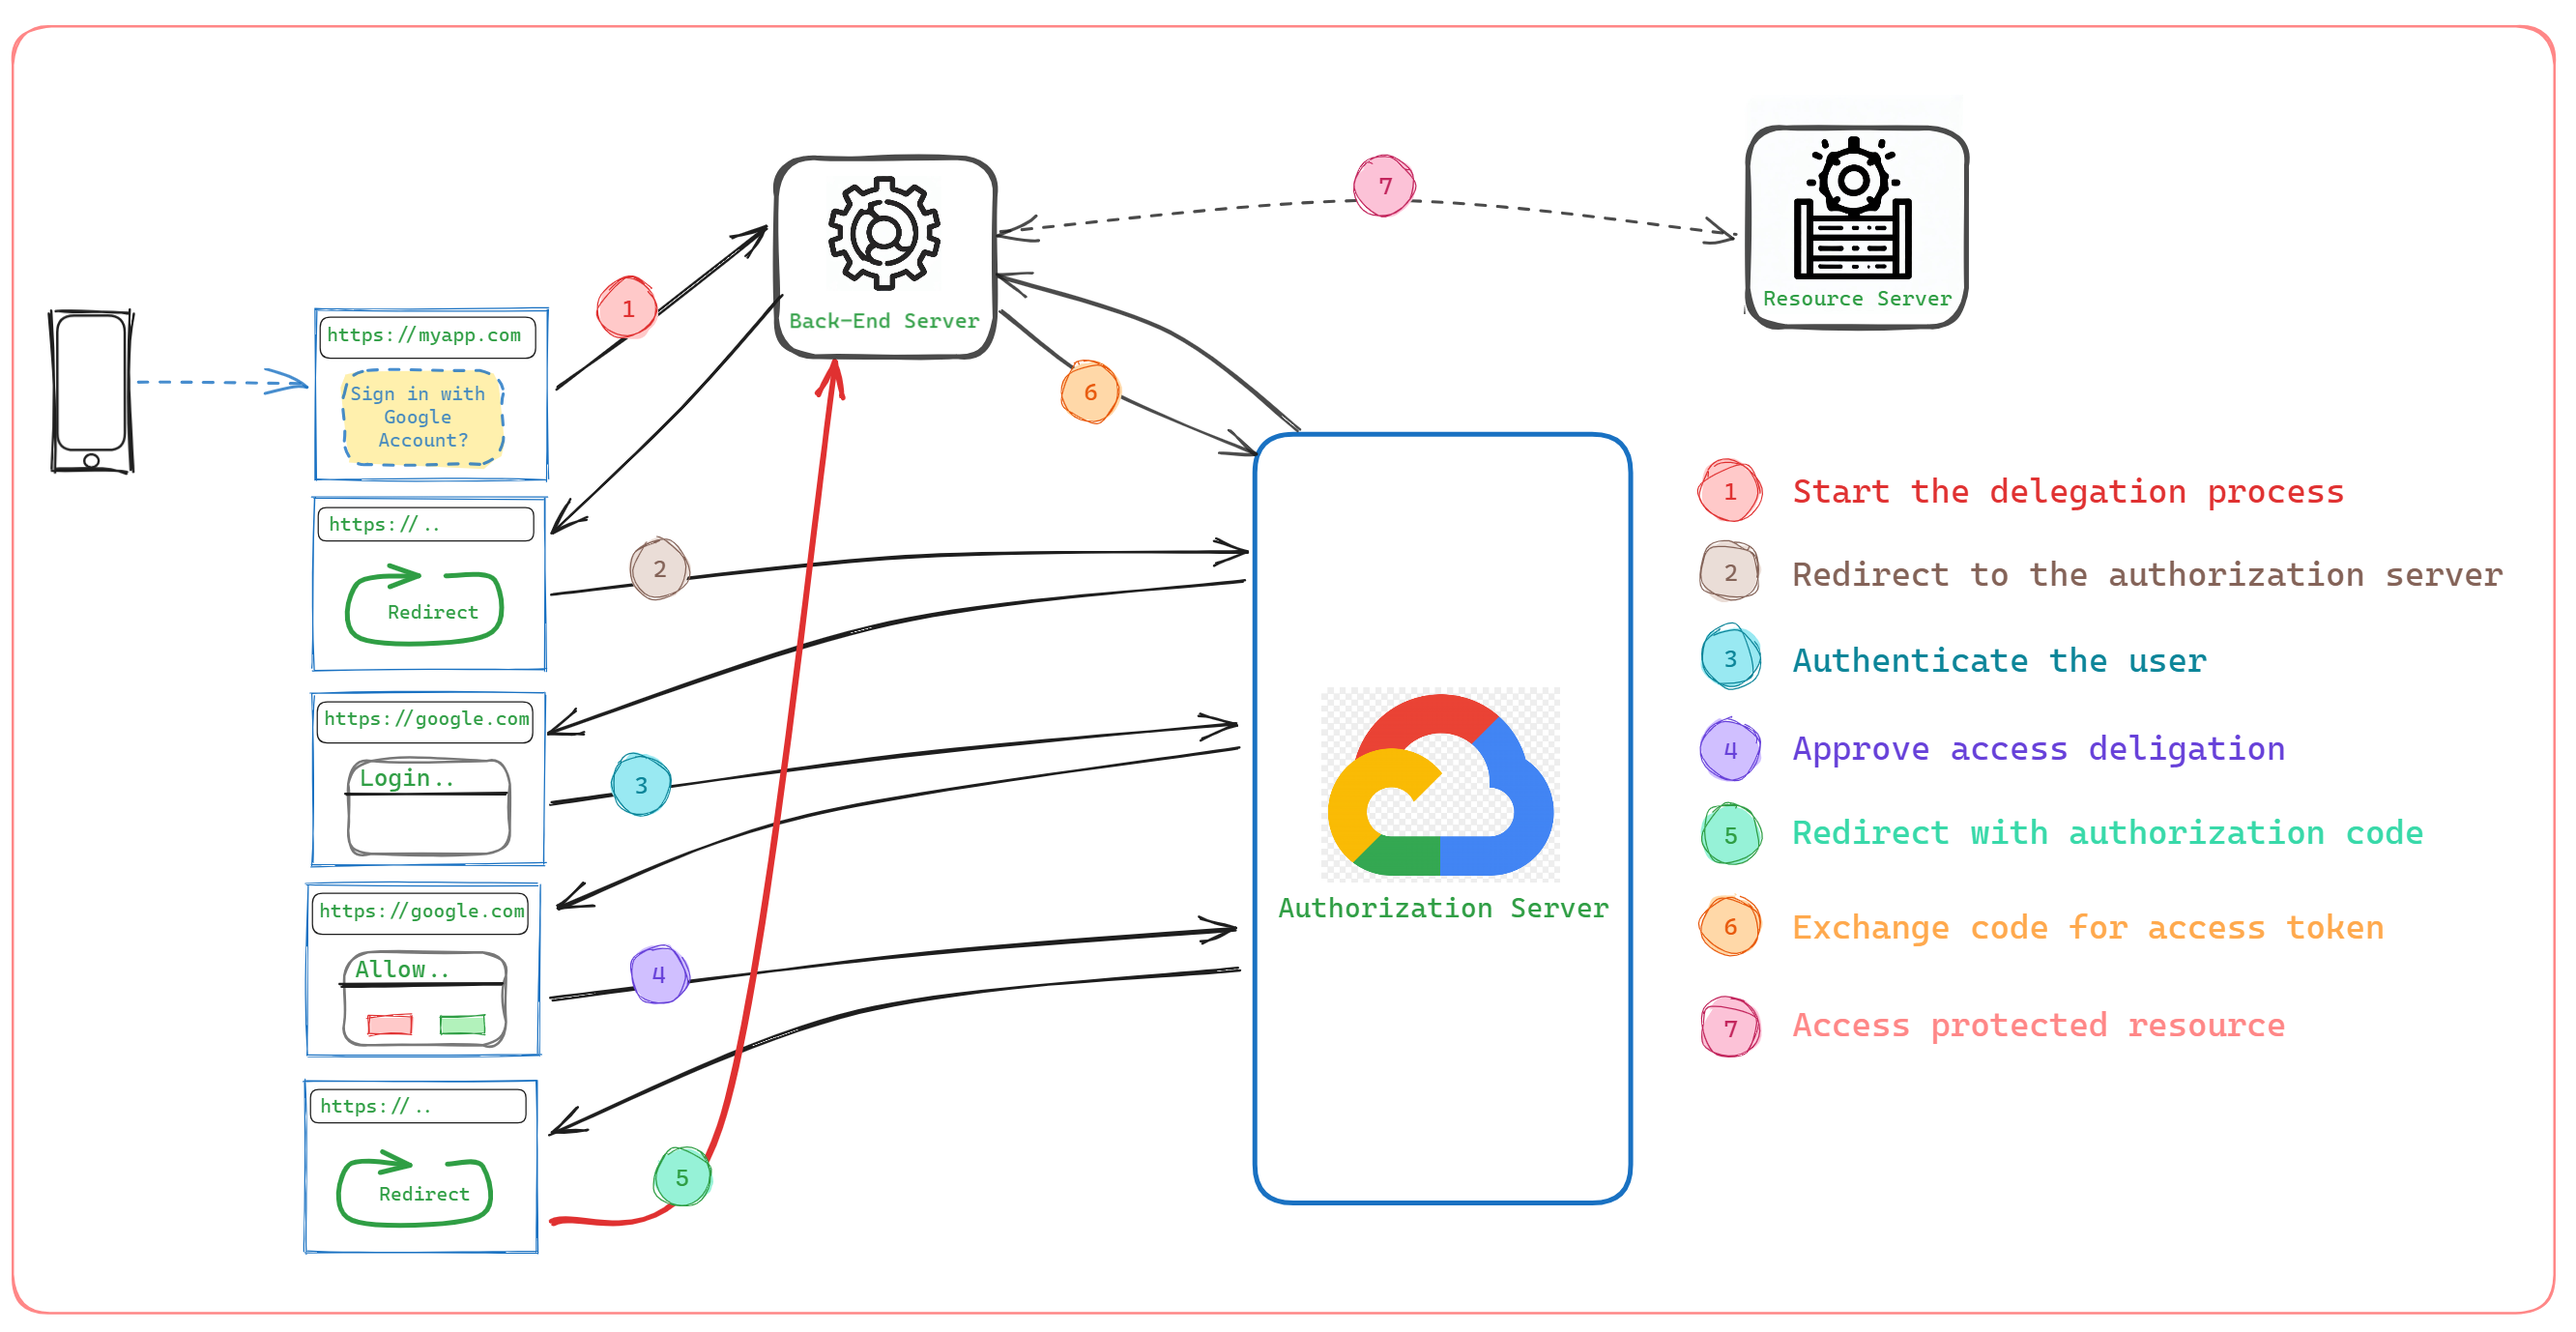 https://myapp.com
Sign in with
Google
Account?
1
Back-End Server
7
Resource Server
6
https://..
Redirect
2
https://google.com
Login..
3
https://google.com
Allow..
4
https://..
Redirect
5
Authorization Server
1 Start the delegation process
2 Redirect to the authorization server
3 Authenticate the user
4 Approve access deligation
5 Redirect with authorization code
6 Exchange code for access token
7 Access protected resource